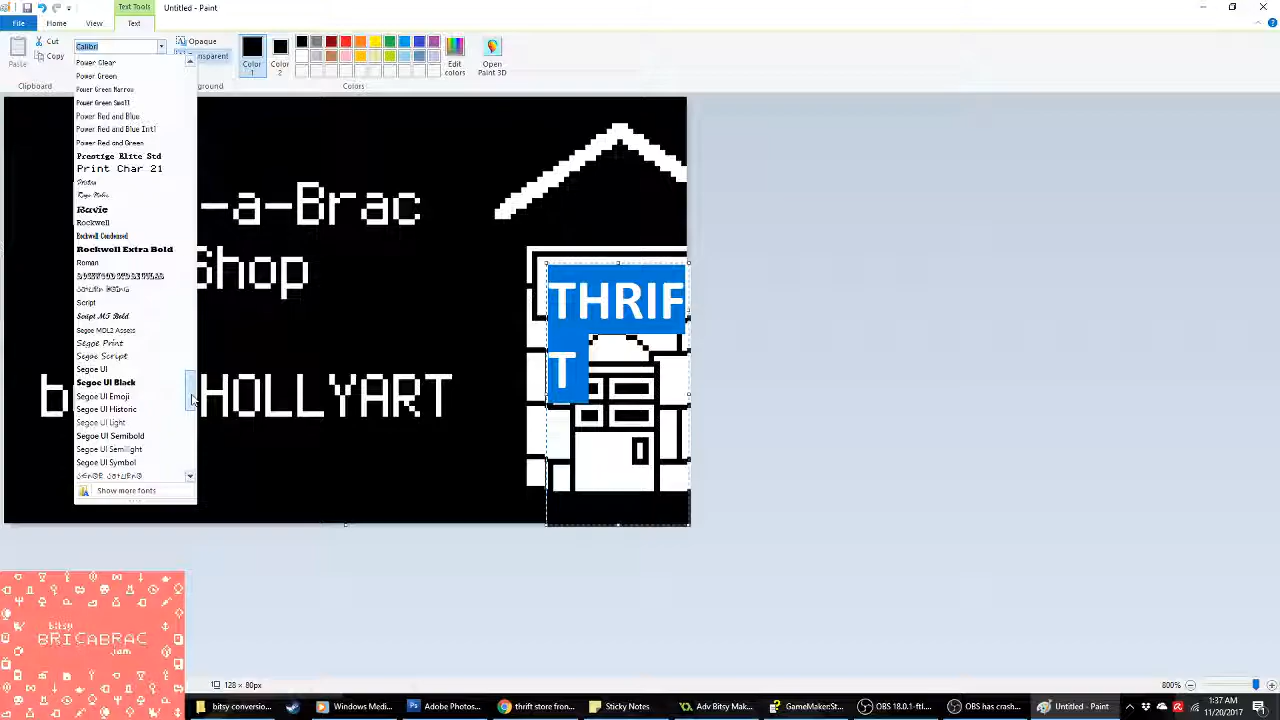 Text Tools
Untitled - Paint
File
Home
View
Text
Paste
Cut
Copy
Clipboard
Calibri
Opaque
Color 1
Color 2
Edit colors
Open Paint 3D
Colors
Power Clear
Power Green
Power Green Narrow
Power Green Small
Power Red and Blue
Power Red and Blue Intl
Power Red and Green
Prestige Elite Std
Print Char 21
Pristina
Rage Italic
Ravie
Rockwell
Rockwell Condensed
Rockwell Extra Bold
Roman
Script
Script MT Bold
Segoe MDL2 Assets
Segoe Print
Segoe Script
Segoe UI
Segoe UI Black
Segoe UI Emoji
Segoe UI Historic
Segoe UI Light
Segoe UI Semibold
Segoe UI Semilight
Segoe UI Symbol
Show more fonts
-a-Brac
Shop
b
HOLLYART
THRIF
T
bitsy
BRICABRAC
jam
128 × 80px
800%
bitsy conversio...
Windows Medi...
Adobe Photosh...
thrift store fron...
Sticky Notes
Adv Bitsy Mak...
GameMakerSt...
OBS 18.0.1-ft...
OBS has crash...
Untitled - Paint
1:37 AM
11/20/2017